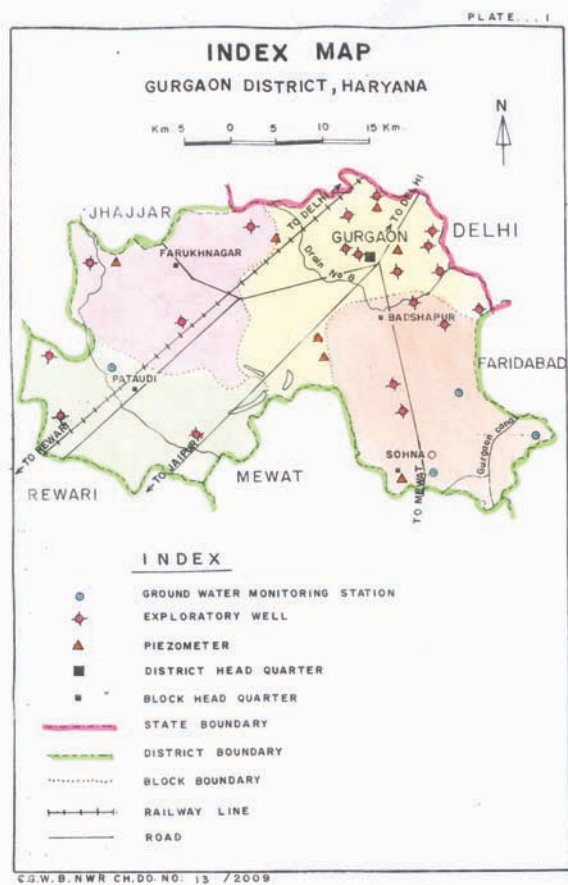 PLATE... 1
INDEX MAP
GURGAON DISTRICT, HARYANA
N
Km 5 0 5 10 15 Km
JHAJJAR
TO DELHI
TO DELHI
DELHI
FARUKHNAGAR
GURGAON
Drain No 8
BADSHAPUR
FARIDABAD
PATAUDI
TO REWARI
TO JAIPUR
MEWAT
SOHNA
Gurgaon canal
REWARI
TO MEWAT
INDEX
GROUND WATER MONITORING STATION
EXPLORATORY WELL
PIEZOMETER
DISTRICT HEAD QUARTER
BLOCK HEAD QUARTER
STATE BOUNDARY
DISTRICT BOUNDARY
BLOCK BOUNDARY
RAILWAY LINE
ROAD
C.G.W.B. NWR CH.DO. NO. 13 / 2009